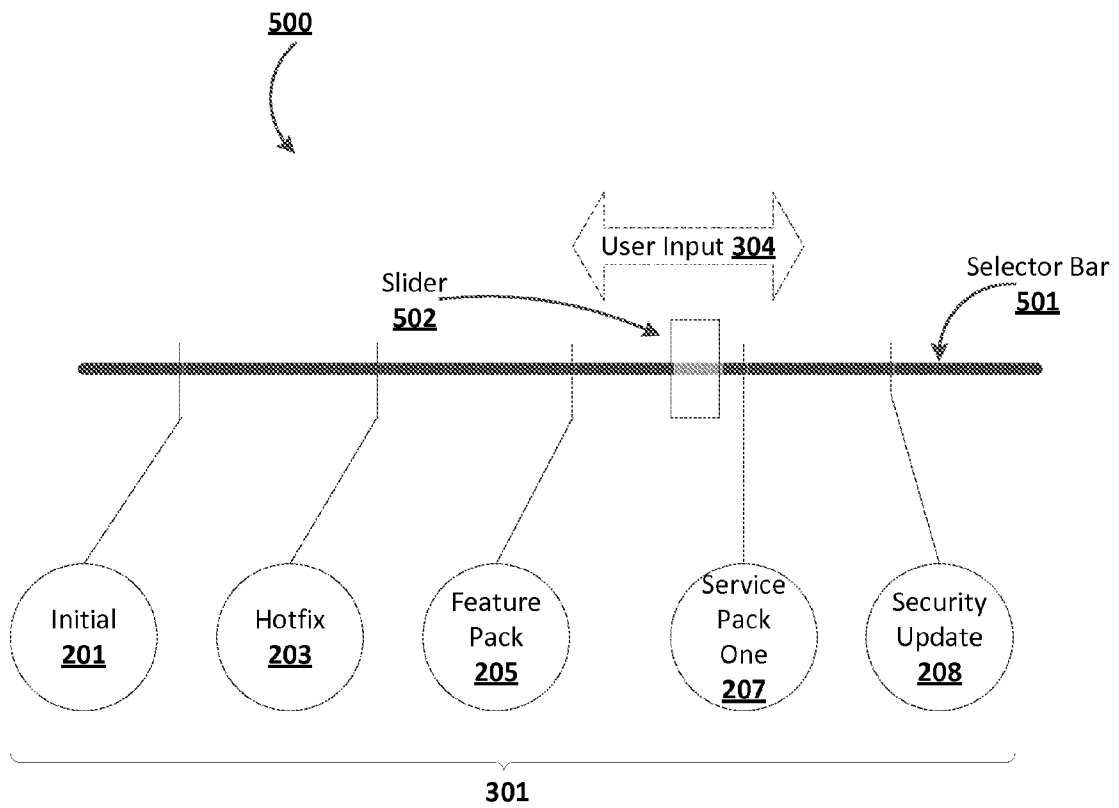 500
User Input 304
Slider
502
Selector Bar
501
Initial
201
Hotfix
203
Feature
Pack
205
Service
Pack
One
207
Security
Update
208
301